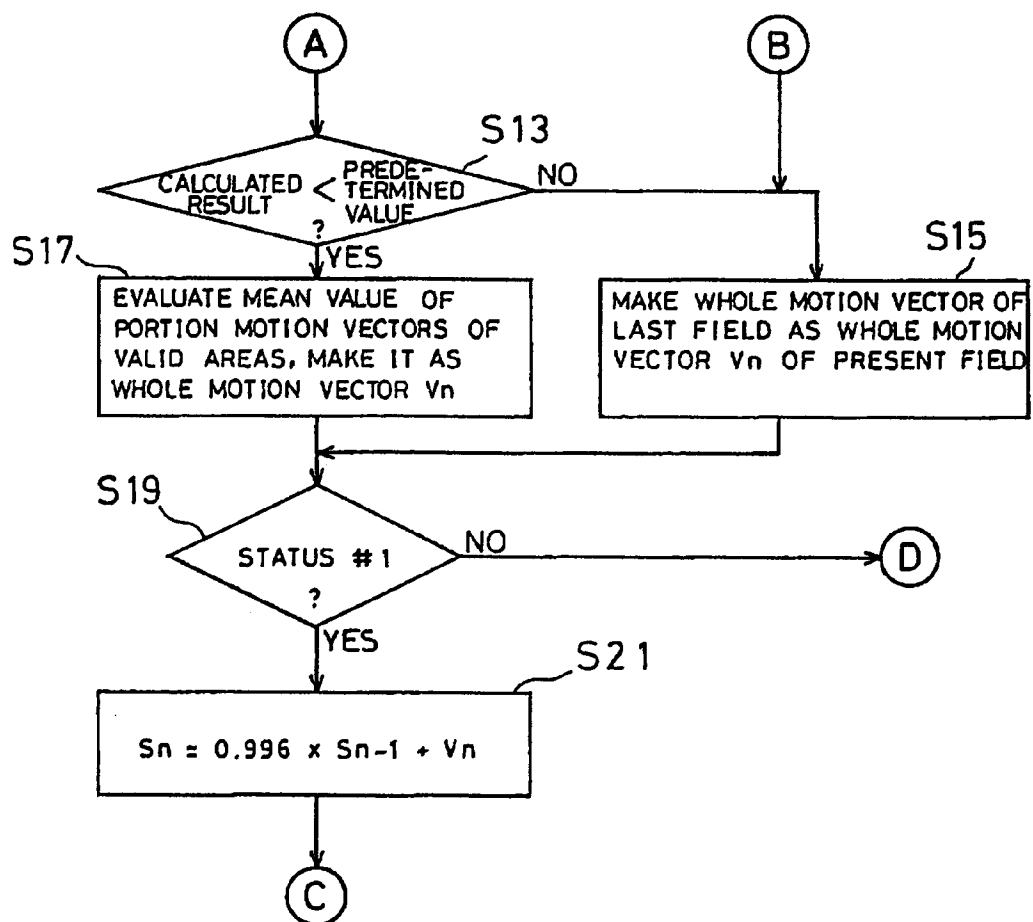 A
B
S13
CALCULATED < PREDE-
RESULT TERMINED
VALUE
?
NO
YES
S17
EVALUATE MEAN VALUE OF
PORTION MOTION VECTORS OF
VALID AREAS, MAKE IT AS
WHOLE MOTION VECTOR Vn
S15
MAKE WHOLE MOTION VECTOR OF
LAST FIELD AS WHOLE MOTION
VECTOR Vn OF PRESENT FIELD
S19
STATUS #1
?
NO
D
YES
S21
Sn = 0.996 x Sn-1 + Vn
C